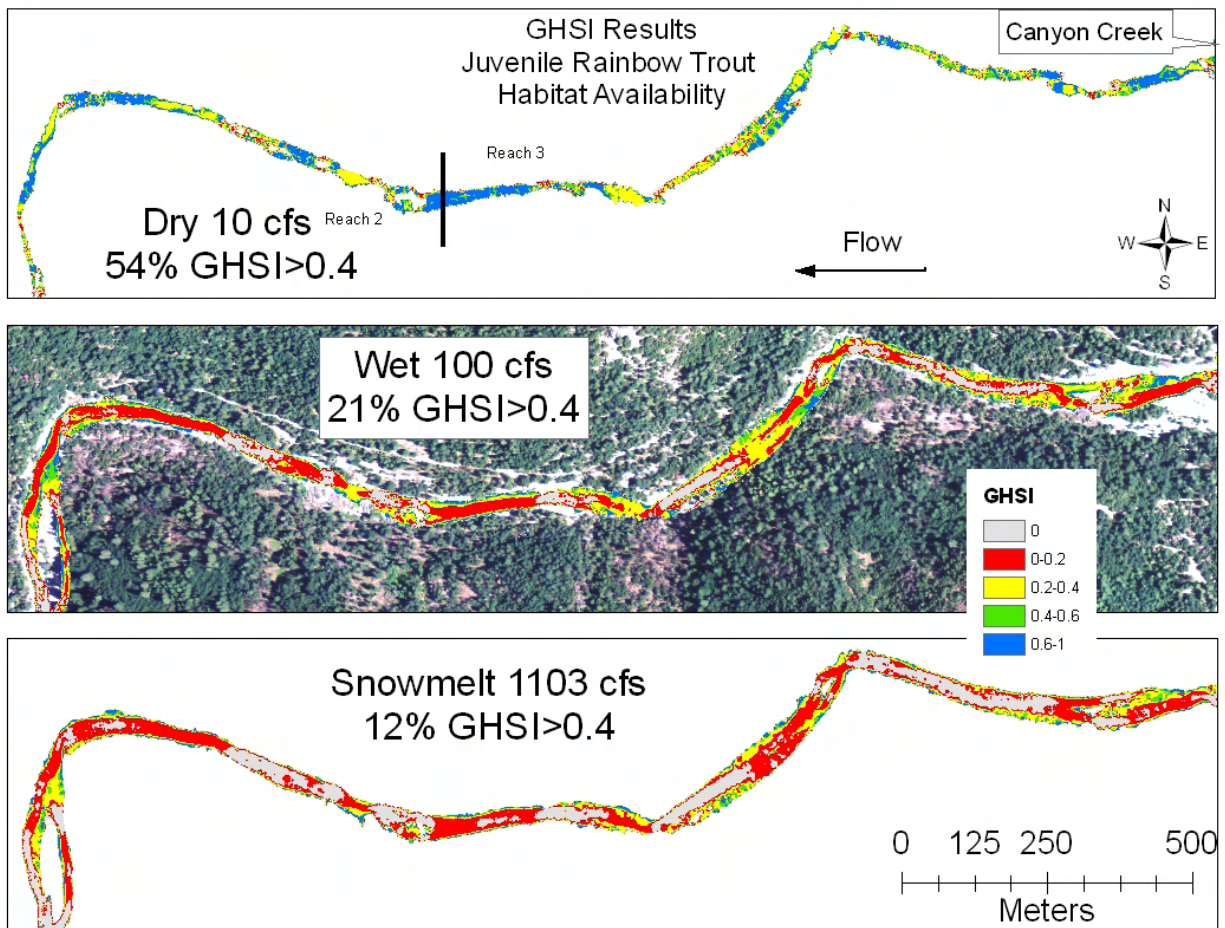 GHSI Results
Juvenile Rainbow Trout
Habitat Availability
Canyon Creek
Reach 3
Reach 2
Dry 10 cfs
54% GHSI>0.4
Flow
N
W E
S
Wet 100 cfs
21% GHSI>0.4
GHSI
0
0-0.2
0.2-0.4
0.4-0.6
0.6-1
Snowmelt 1103 cfs
12% GHSI>0.4
0 125 250 500
Meters